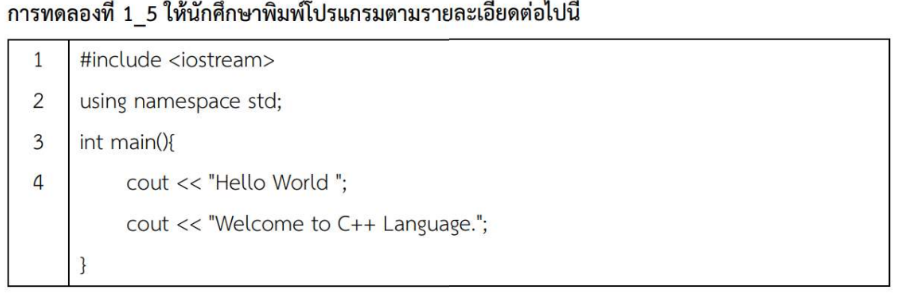 การทดลองที่ 1_5 ให้นักศึกษาพิมพ์โปรแกรมตามรายละเอียดต่อไปนี้
1 #include <iostream>
2 using namespace std;
3 int main(){
4 cout << "Hello World ";
cout << "Welcome to C++ Language.";
}